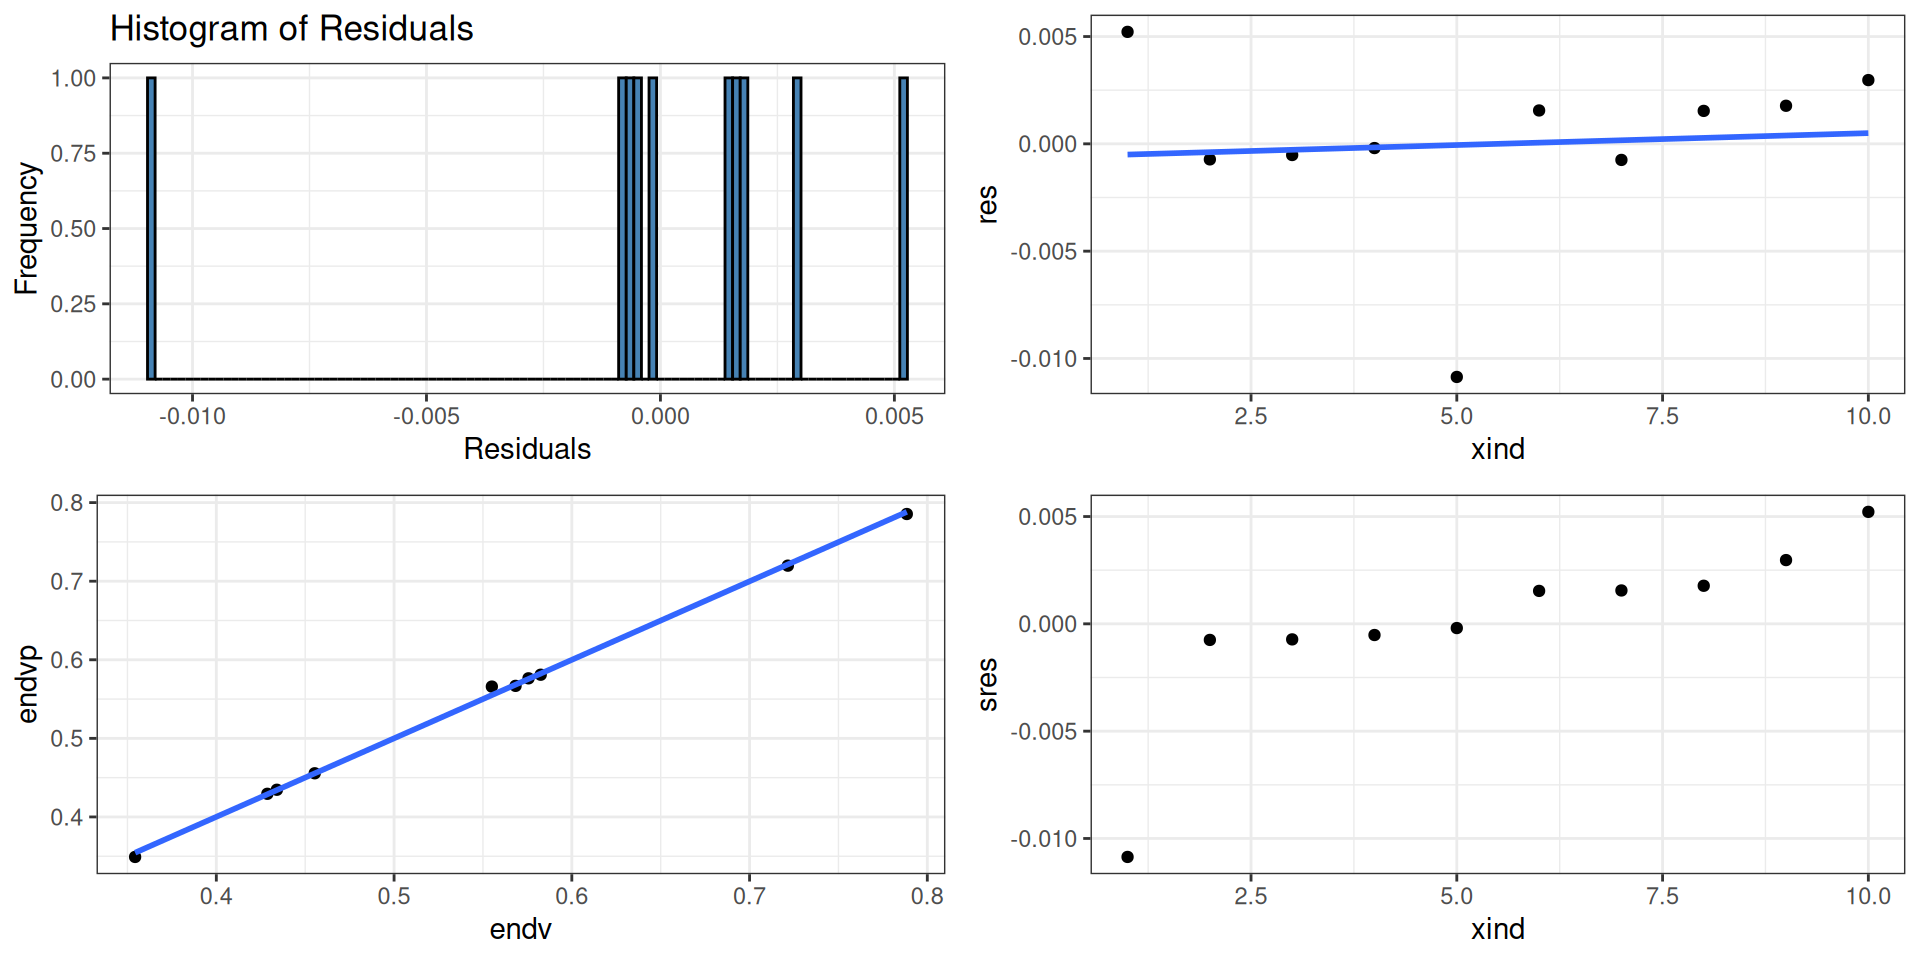 Histogram of Residuals
1.00
0.75
0.50
0.25
0.00
Frequency
-0.010 -0.005 0.000 0.005
Residuals
0.005
0.000
-0.005
-0.010
res
2.5 5.0 7.5 10.0
xind
0.8
0.7
0.6
0.5
0.4
endvp
0.4 0.5 0.6 0.7 0.8
endv
0.005
0.000
-0.005
-0.010
sres
2.5 5.0 7.5 10.0
xind